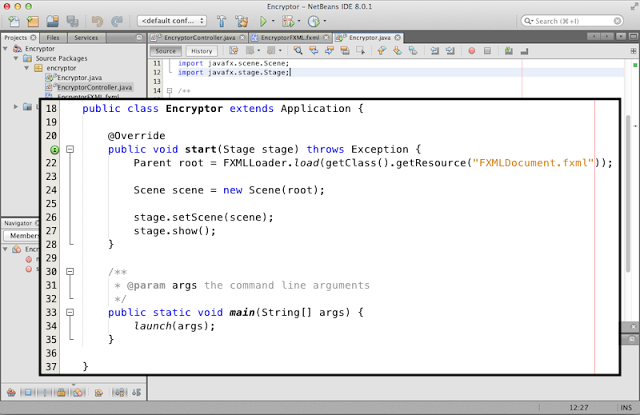 Encryptor - NetBeans IDE 8.0.1
<default conf...
Search (⌘+I)
Projects Files Services
EncryptorController.java EncryptorFXML.fxml Encryptor.java
Source History
Encryptor
Source Packages
encryptor
Encryptor.java
EncryptorController.java
EncryptorFXML.fxml
11 import javafx.scene.Scene;
12 import javafx.stage.Stage;
13
14 /**
18 public class Encryptor extends Application {
19
20 @Override
public void start(Stage stage) throws Exception {
22 Parent root = FXMLLoader.load(getClass().getResource("FXMLDocument.fxml"));
23
24 Scene scene = new Scene(root);
25
26 stage.setScene(scene);
27 stage.show();
28 }
29
30 /**
31 * @param args the command line arguments
32 */
33 public static void main(String[] args) {
34 launch(args);
35 }
36
37 }
Navigator
Members
Encr
12:27 INS